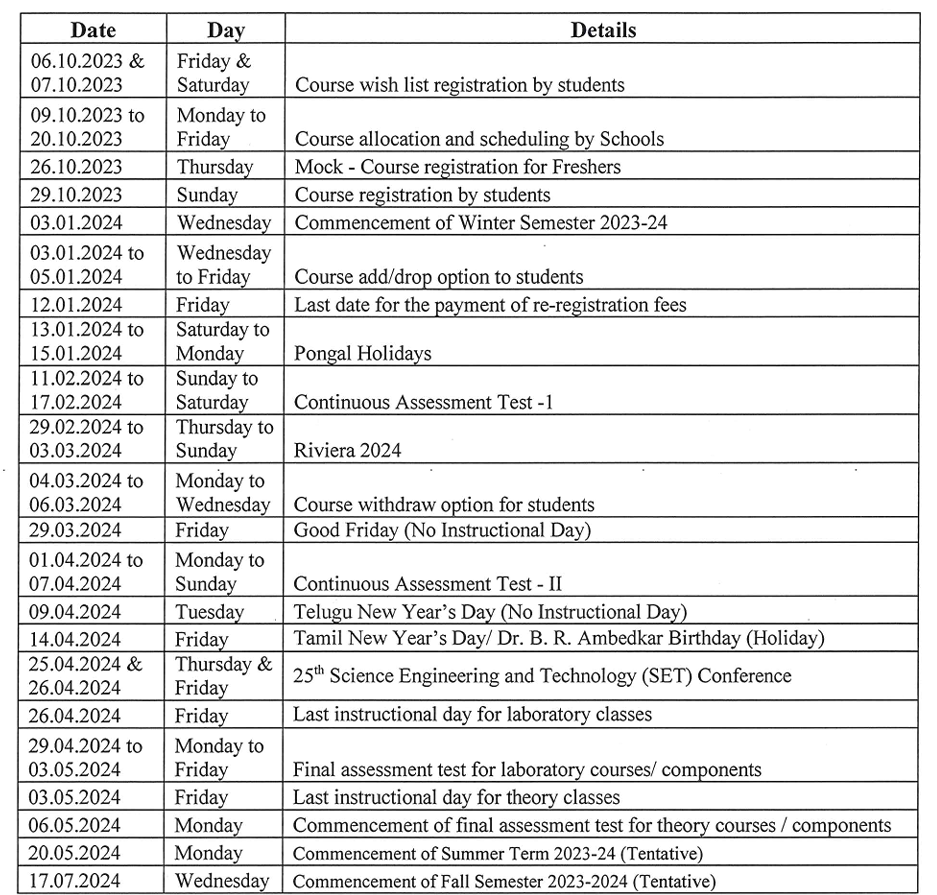 Date Day Details
06.10.2023 & Friday &
07.10.2023 Saturday Course wish list registration by students
09.10.2023 to Monday to
20.10.2023 Friday Course allocation and scheduling by Schools
26.10.2023 Thursday Mock - Course registration for Freshers
29.10.2023 Sunday Course registration by students
03.01.2024 Wednesday Commencement of Winter Semester 2023-24
03.01.2024 to Wednesday
05.01.2024 to Friday Course add/drop option to students
12.01.2024 Friday Last date for the payment of re-registration fees
13.01.2024 to Saturday to
15.01.2024 Monday Pongal Holidays
11.02.2024 to Sunday to
17.02.2024 Saturday Continuous Assessment Test -1
29.02.2024 to Thursday to
03.03.2024 Sunday Riviera 2024
04.03.2024 to Monday to
06.03.2024 Wednesday Course withdraw option for students
29.03.2024 Friday Good Friday (No Instructional Day)
01.04.2024 to Monday to
07.04.2024 Sunday Continuous Assessment Test - II
09.04.2024 Tuesday Telugu New Year's Day (No Instructional Day)
14.04.2024 Friday Tamil New Year's Day/ Dr. B. R. Ambedkar Birthday (Holiday)
25.04.2024 & Thursday &
26.04.2024 Friday 25th Science Engineering and Technology (SET) Conference
26.04.2024 Friday Last instructional day for laboratory classes
29.04.2024 to Monday to
03.05.2024 Friday Final assessment test for laboratory courses/ components
03.05.2024 Friday Last instructional day for theory classes
06.05.2024 Monday Commencement of final assessment test for theory courses / components
20.05.2024 Monday Commencement of Summer Term 2023-24 (Tentative)
17.07.2024 Wednesday Commencement of Fall Semester 2023-2024 (Tentative)